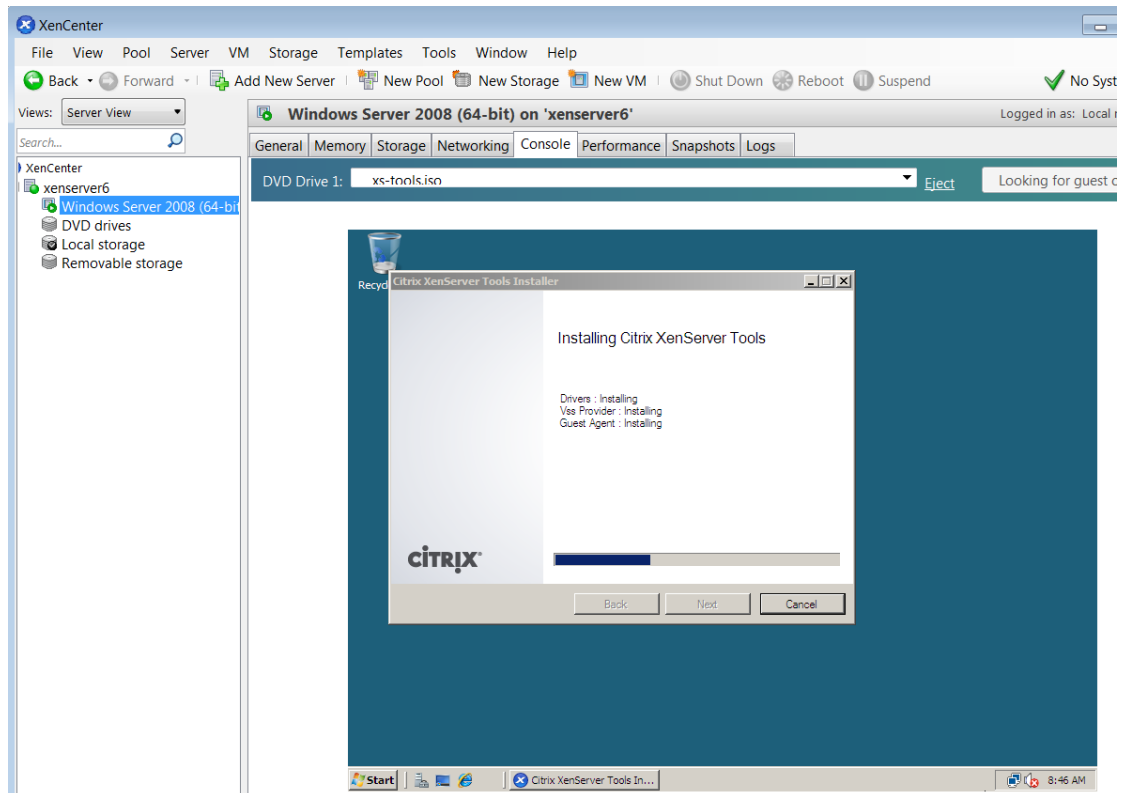 XenCenter
File View Pool Server VM Storage Templates Tools Window Help
Back Forward Add New Server New Pool New Storage New VM Shut Down Reboot Suspend No Syst
Views: Server View
Windows Server 2008 (64-bit) on 'xenserver6'
Logged in as: Local r
Search...
General Memory Storage Networking Console Performance Snapshots Logs
XenCenter
xenserver6
Windows Server 2008 (64-bit
DVD drives
Local storage
Removable storage
DVD Drive 1: xs-tools.iso Eject Looking for guest c
Recycl
Citrix XenServer Tools Installer
Installing Citrix XenServer Tools
Drivers : Installing
Vss Provider : Installing
Guest Agent : Installing
CITRIX
Back Next Cancel
Start Citrix XenServer Tools In... 8:46 AM